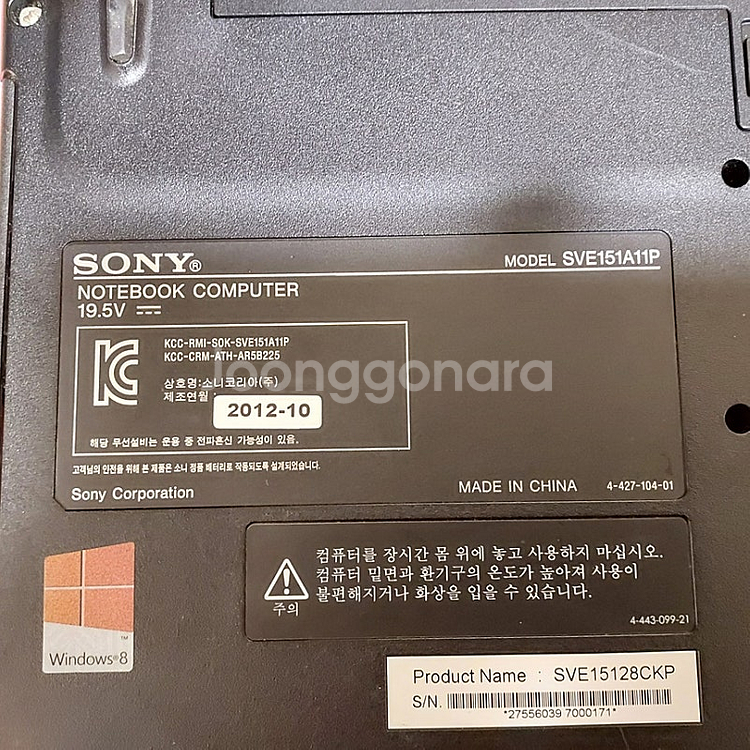 SONY®
MODEL SVE151A11P
NOTEBOOK COMPUTER
19.5V
KCC-RMI-SOK-SVE151A11P
KCC-CRM-ATH-AR5B225
상호명:소니코리아(주)
제조연월:
2012-10
해당 무선설비는 운용 중 전파혼신 가능성이 있음.
고객님의 안전을 위해 본 제품은 소니 정품 배터리로 작동되도록 설계되었습니다.
Sony Corporation
MADE IN CHINA
4-427-104-01
joonggonara
컴퓨터를 장시간 몸 위에 놓고 사용하지 마십시오.
컴퓨터 밑면과 환기구의 온도가 높아져 사용이
불편해지거나 화상을 입을 수 있습니다.
주의
4-443-099-21
Windows®8
TM
Product Name : SVE15128CKP
S/N.
*27556039 7000171*